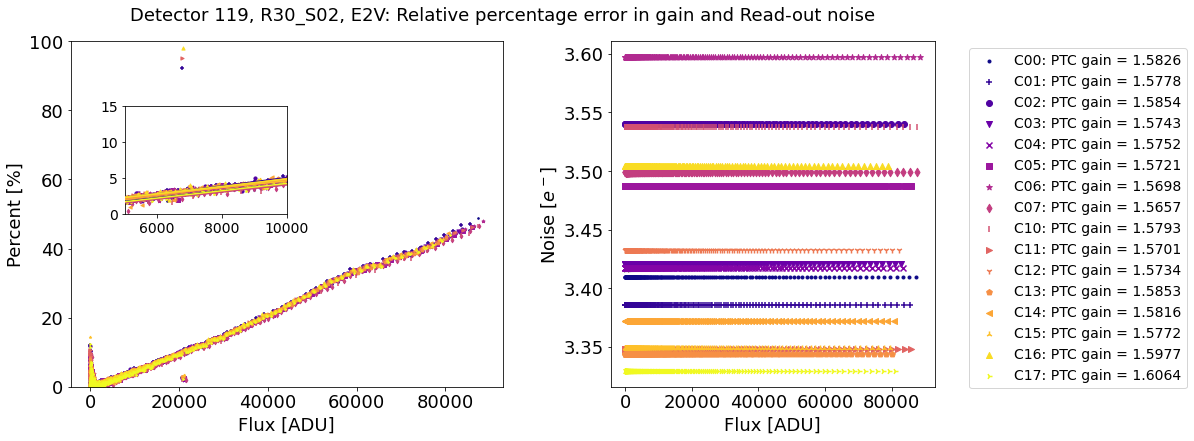 Detector 119, R30_S02, E2V: Relative percentage error in gain and Read-out noise
Percent [%]
100
80
60
40
20
0
15
10
5
0
6000 8000 10000
0 20000 40000 60000 80000
Flux [ADU]
Noise [e⁻]
3.60
3.55
3.50
3.45
3.40
3.35
0 20000 40000 60000 80000
Flux [ADU]
C00: PTC gain = 1.5826
C01: PTC gain = 1.5778
C02: PTC gain = 1.5854
C03: PTC gain = 1.5743
C04: PTC gain = 1.5752
C05: PTC gain = 1.5721
C06: PTC gain = 1.5698
C07: PTC gain = 1.5657
C10: PTC gain = 1.5793
C11: PTC gain = 1.5701
C12: PTC gain = 1.5734
C13: PTC gain = 1.5853
C14: PTC gain = 1.5816
C15: PTC gain = 1.5772
C16: PTC gain = 1.5977
C17: PTC gain = 1.6064